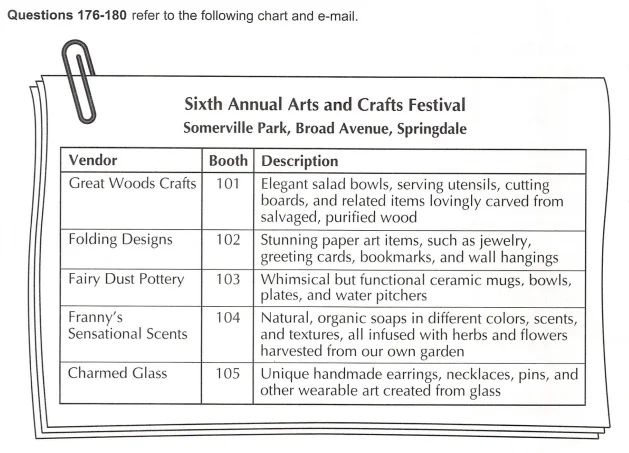 Questions 176-180 refer to the following chart and e-mail.
Sixth Annual Arts and Crafts Festival
Somerville Park, Broad Avenue, Springdale
Vendor Booth Description
Great Woods Crafts 101 Elegant salad bowls, serving utensils, cutting
boards, and related items lovingly carved from
salvaged, purified wood
Folding Designs 102 Stunning paper art items, such as jewelry,
greeting cards, bookmarks, and wall hangings
Fairy Dust Pottery 103 Whimsical but functional ceramic mugs, bowls,
plates, and water pitchers
Franny's 104 Natural, organic soaps in different colors, scents,
Sensational Scents and textures, all infused with herbs and flowers
harvested from our own garden
Charmed Glass 105 Unique handmade earrings, necklaces, pins, and
other wearable art created from glass